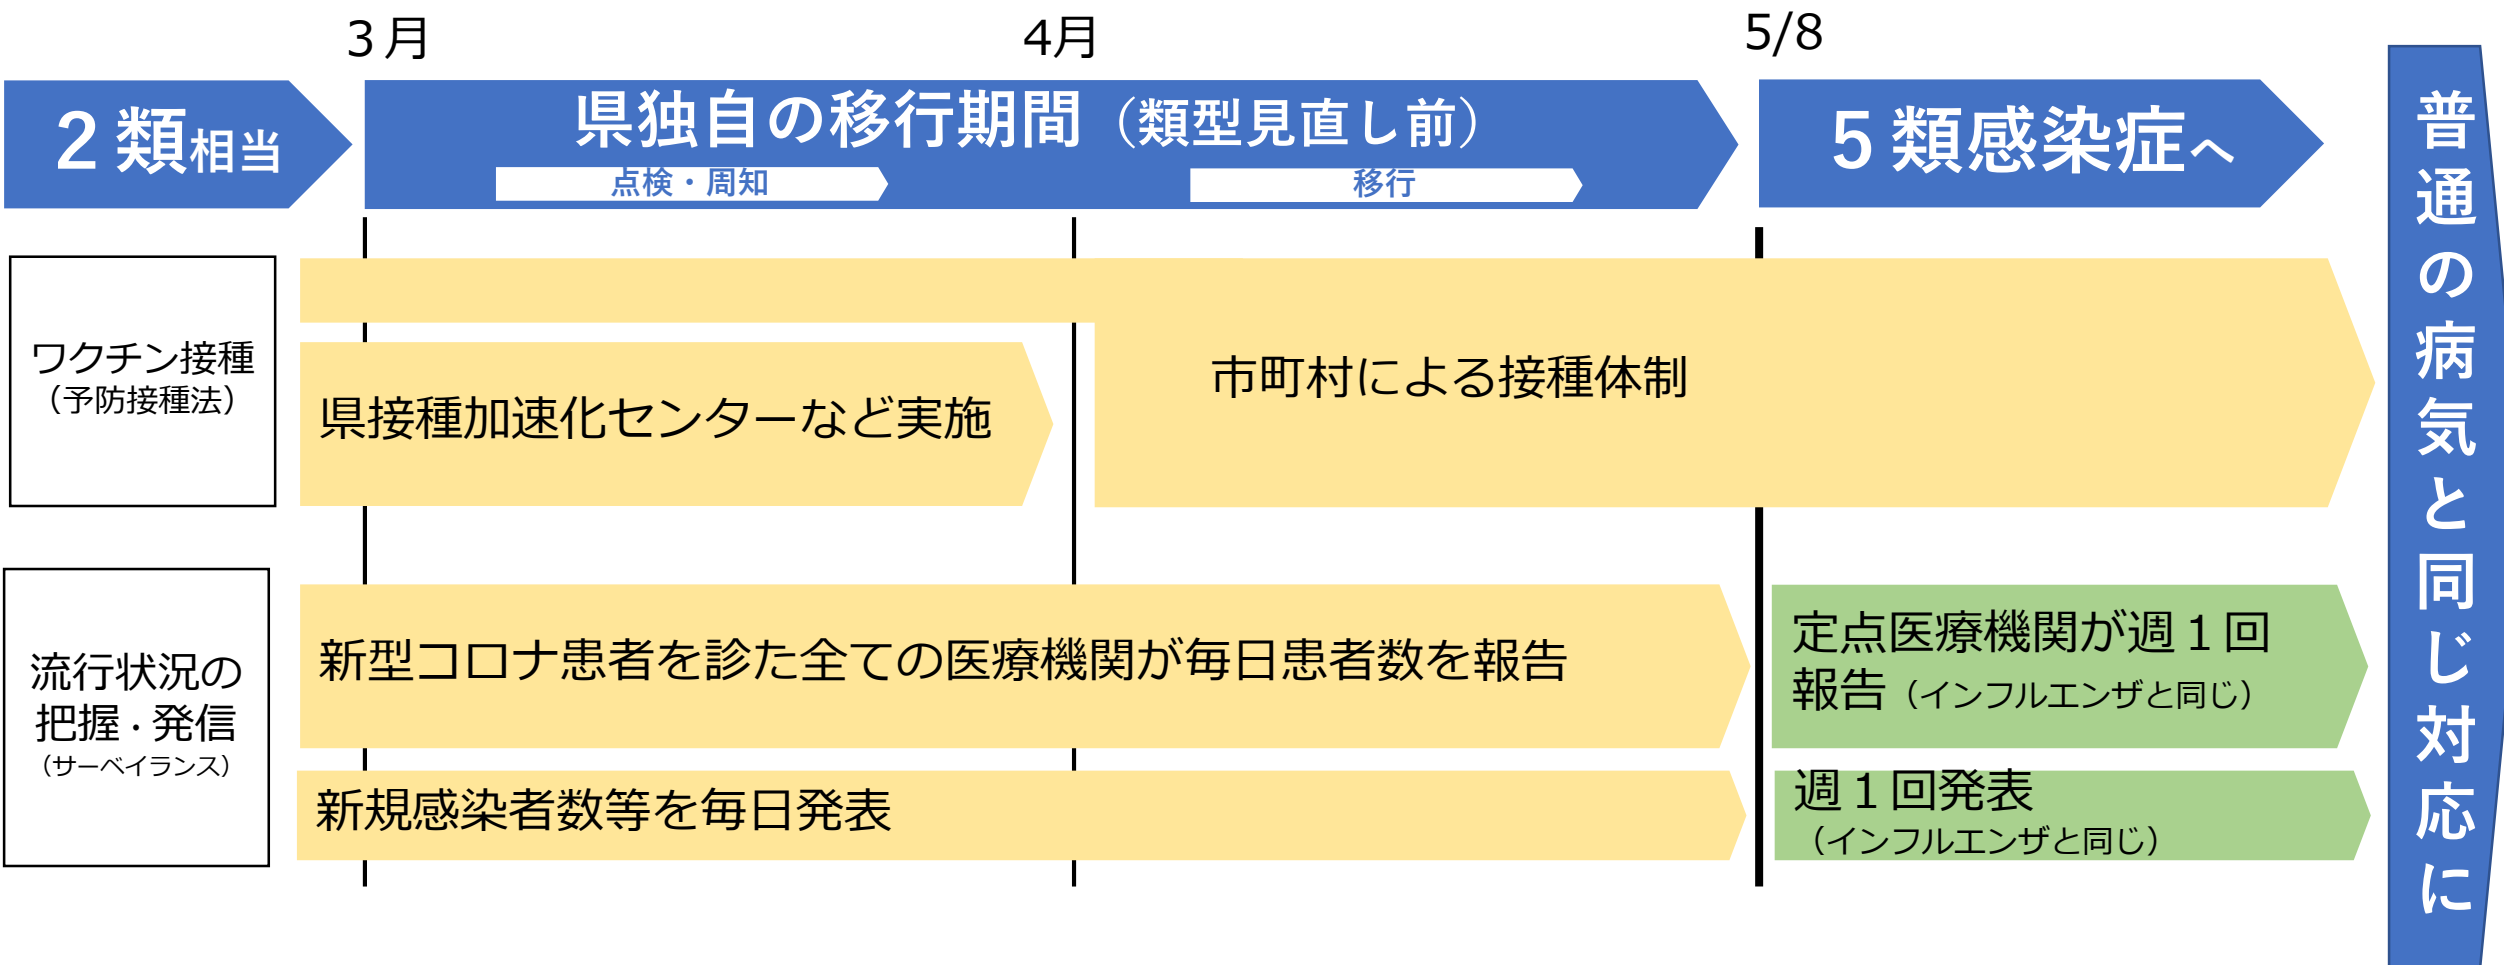 ３月
4月
5/8
２類相当
県独自の移行期間（類型見直し前）
点検・周知
移行
５類感染症へ
普通の病気と同じ対応に
ワクチン接種
（予防接種法）
県接種加速化センターなど実施
市町村による接種体制
流行状況の
把握・発信
（サーベイランス）
新型コロナ患者を診た全ての医療機関が毎日患者数を報告
定点医療機関が週１回
報告（インフルエンザと同じ）
新規感染者数等を毎日発表
週１回発表
（インフルエンザと同じ）